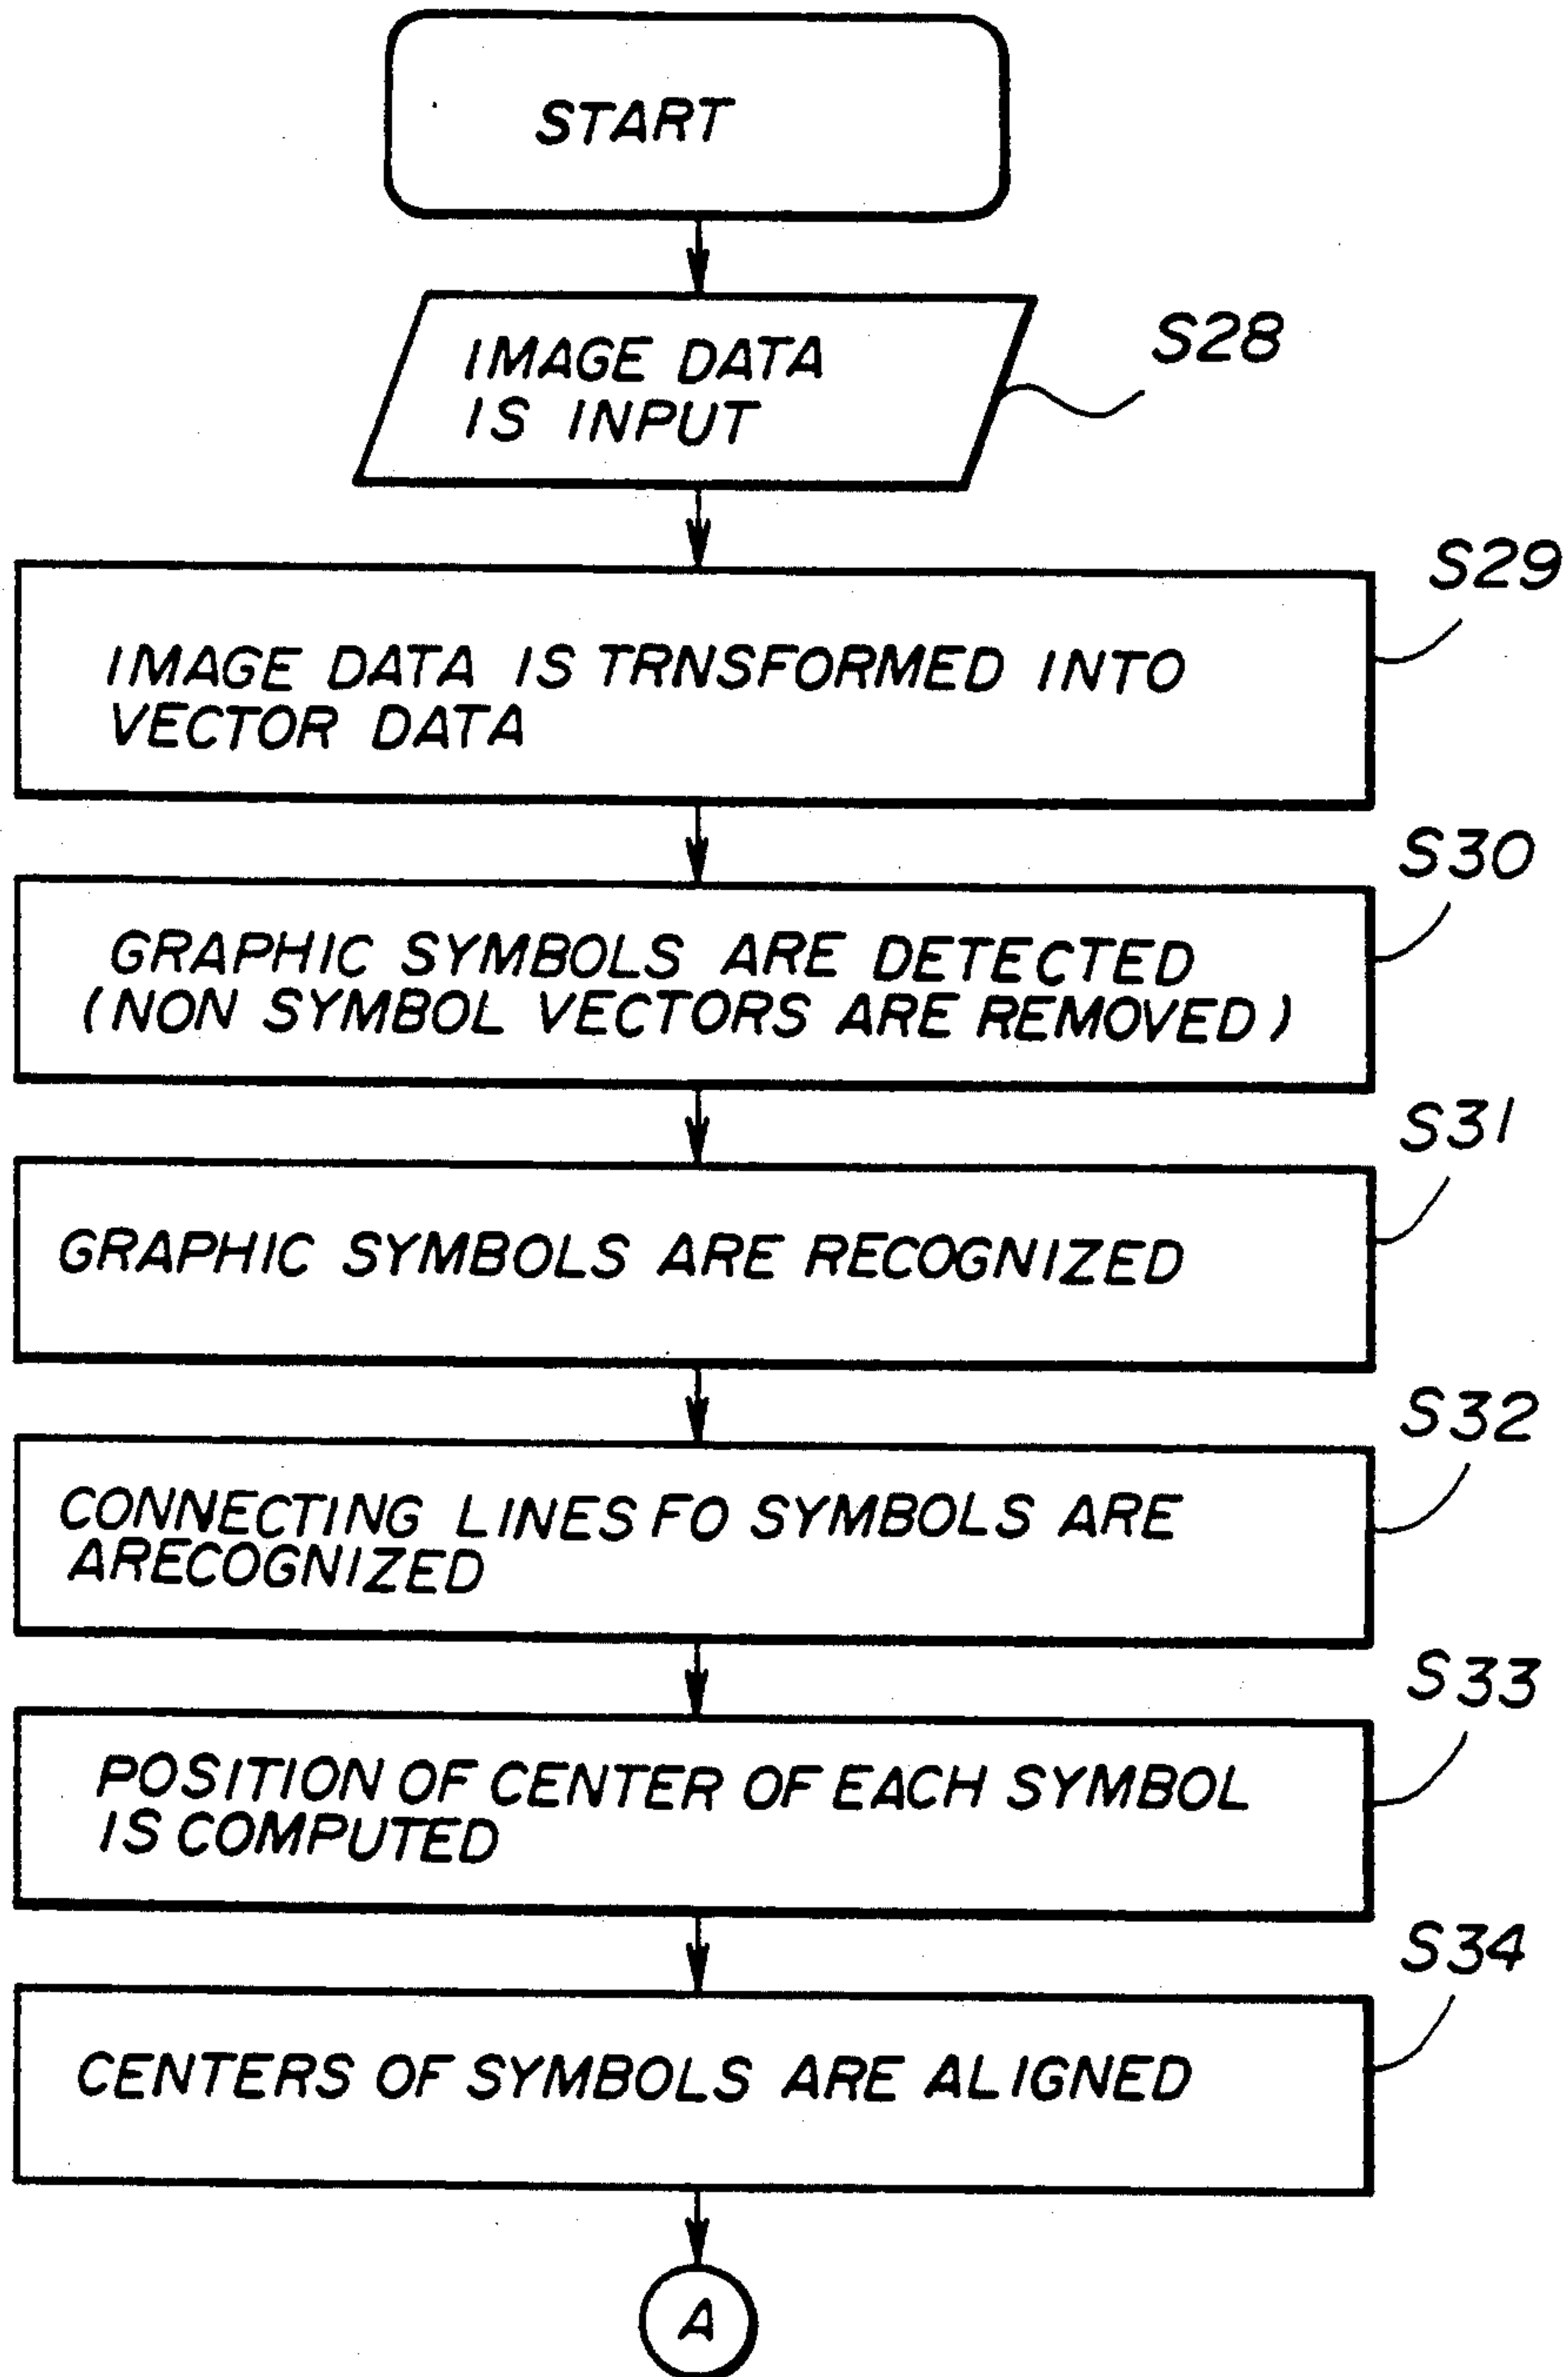 START
IMAGE DATA
IS INPUT
S28
S29
IMAGE DATA IS TRNSFORMED INTO
VECTOR DATA
S30
GRAPHIC SYMBOLS ARE DETECTED
(NON SYMBOL VECTORS ARE REMOVED)
S31
GRAPHIC SYMBOLS ARE RECOGNIZED
S32
CONNECTING LINES FO SYMBOLS ARE
ARECOGNIZED
S33
POSITION OF CENTER OF EACH SYMBOL
IS COMPUTED
S34
CENTERS OF SYMBOLS ARE ALIGNED
A